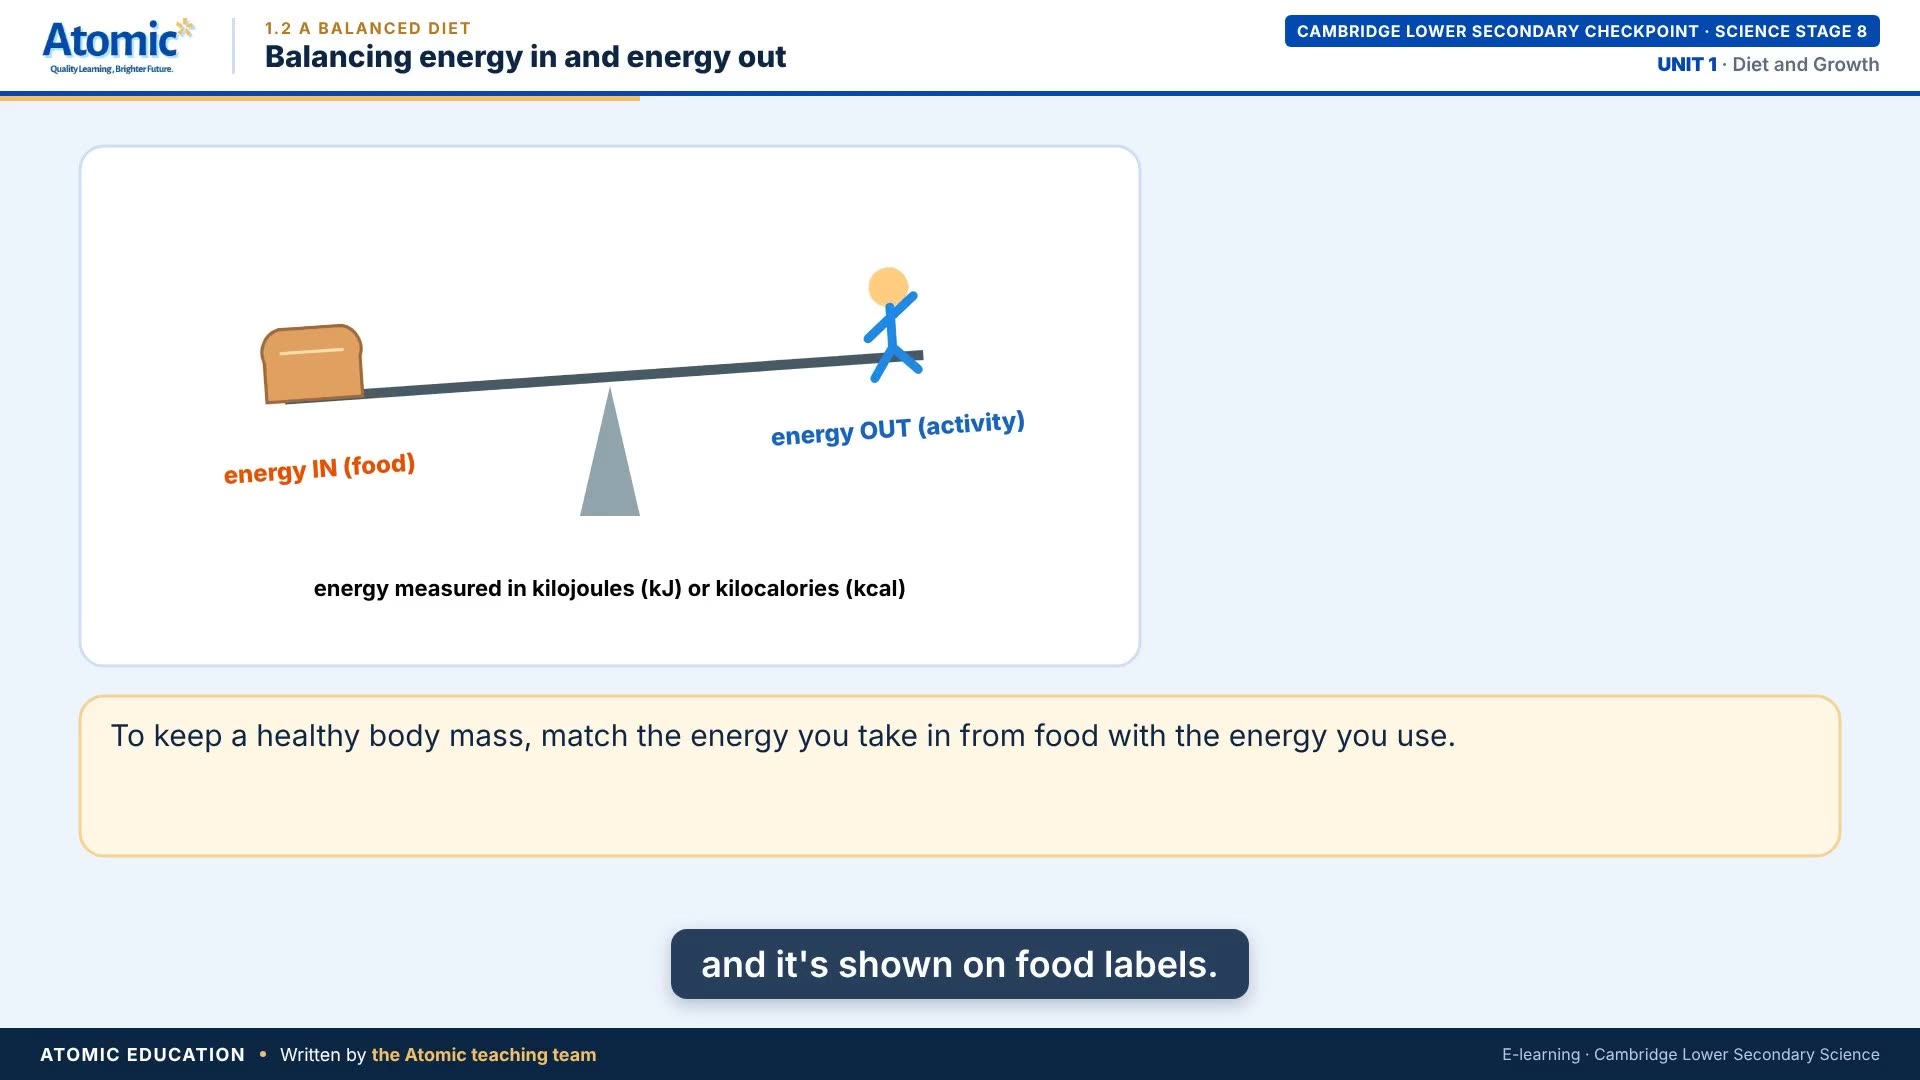 Atomic
Quality Learning, Brighter Future.
1.2 A BALANCED DIET
Balancing energy in and energy out
CAMBRIDGE LOWER SECONDARY CHECKPOINT · SCIENCE STAGE 8
UNIT 1 · Diet and Growth
energy IN (food)
energy OUT (activity)
energy measured in kilojoules (kJ) or kilocalories (kcal)
To keep a healthy body mass, match the energy you take in from food with the energy you use.
and it's shown on food labels.
ATOMIC EDUCATION • Written by the Atomic teaching team
E-learning · Cambridge Lower Secondary Science